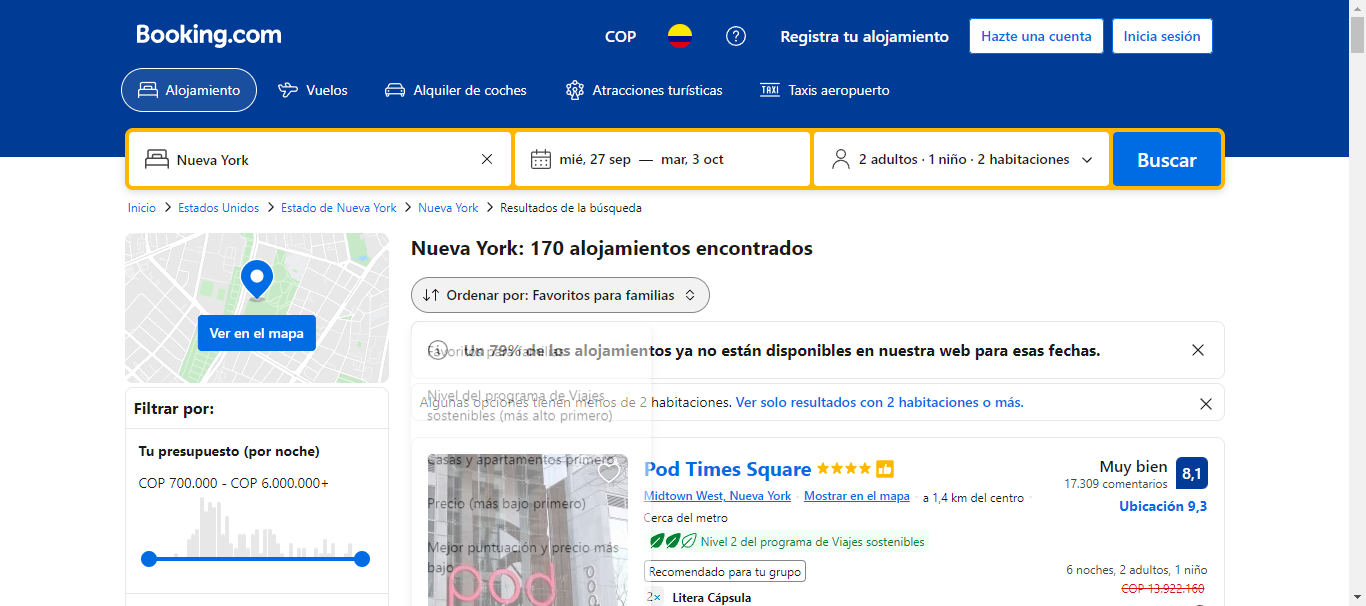 Booking.com
COP
Registra tu alojamiento
Hazte una cuenta
Inicia sesión
Alojamiento
Vuelos
Alquiler de coches
Atracciones turísticas
TAXI Taxis aeropuerto
Nueva York
mié, 27 sep — mar, 3 oct
2 adultos · 1 niño · 2 habitaciones
Buscar
Inicio > Estados Unidos > Estado de Nueva York > Nueva York > Resultados de la búsqueda
Ver en el mapa
Filtrar por:
Tu presupuesto (por noche)
COP 700.000 - COP 6.000.000+
Nueva York: 170 alojamientos encontrados
Ordenar por: Favoritos para familias
Un 79% de los alojamientos ya no están disponibles en nuestra web para esas fechas.
Favoritos para familias
Nivel del programa de Viajes
sostenibles (más alto primero)
Algunas opciones tienen menos de 2 habitaciones. Ver solo resultados con 2 habitaciones o más.
Casas y apartamentos primero
Precio (más bajo primero)
Mejor puntuación y precio más
bajo
pod
pod
Pod Times Square
Midtown West, Nueva York · Mostrar en el mapa · a 1,4 km del centro ·
Cerca del metro
Nivel 2 del programa de Viajes sostenibles
Recomendado para tu grupo
2× Litera Cápsula
Muy bien
17.309 comentarios
8,1
Ubicación 9,3
6 noches, 2 adultos, 1 niño
COP 13.922.160